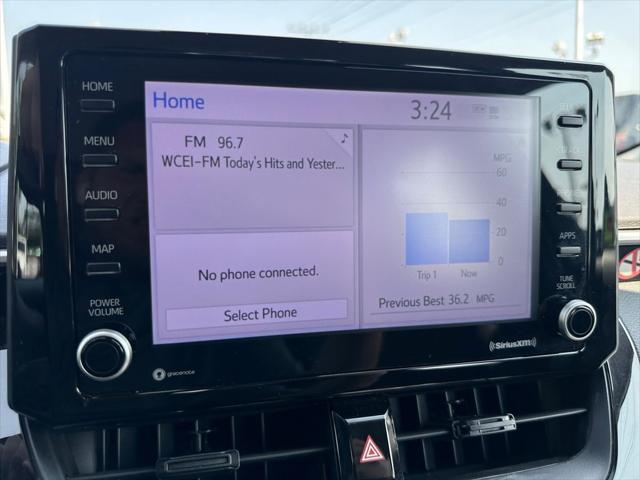 HOME
MENU
AUDIO
MAP
POWER
VOLUME
Home
3:24
FM 96.7
WCEI-FM Today's Hits and Yester...
No phone connected.
Select Phone
MPG
60
40
20
0
Trip 1
Now
Previous Best 36.2 MPG
TRACK
APPS
TUNE
SCROLL
gracenote
SiriusXM